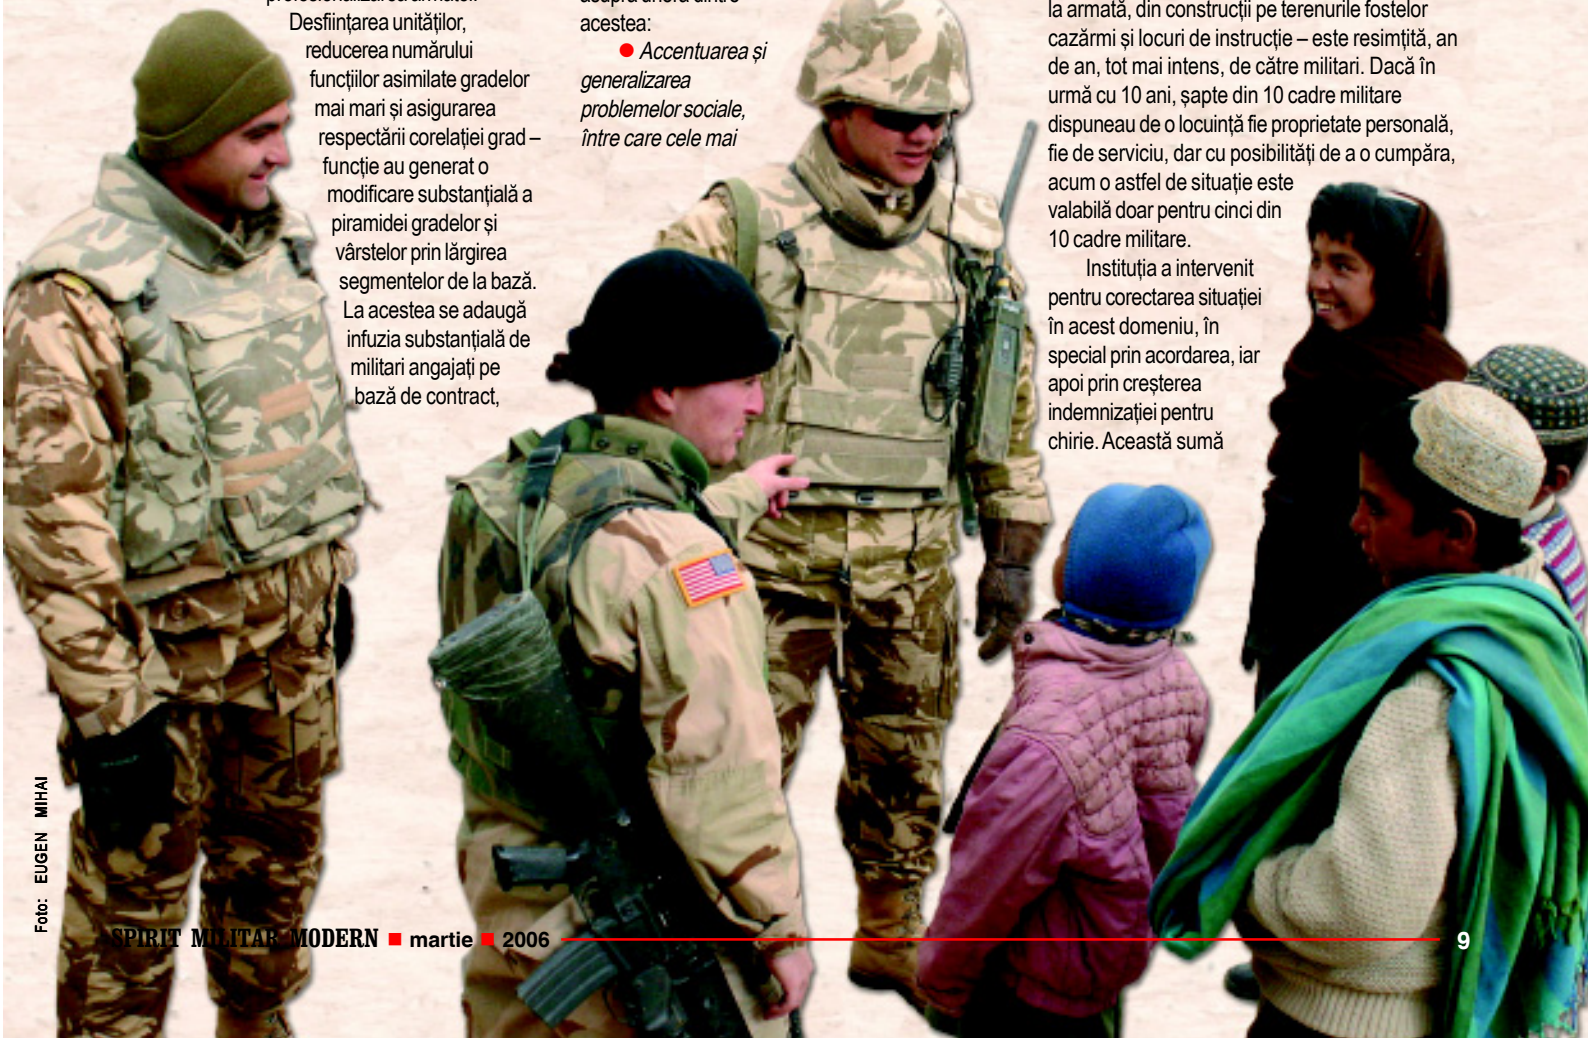 Desființarea unităților,
reducerea numărului
funcțiilor asimilate gradelor
mai mari și asigurarea
respectării corelației grad –
funcție au generat o
modificare substanțială a
piramidei gradelor și
vârstelor prin lărgirea
segmentelor de la bază.
La acestea se adaugă
infuzia substanțială de
militari angajați pe
bază de contract,
asupra unora dintre
acestea:
● Accentuarea și
generalizarea
problemelor sociale,
între care cele mai
la armată, din construcții pe terenurile fostelor
cazărmi și locuri de instrucție – este resimțită, an
de an, tot mai intens, de către militari. Dacă în
urmă cu 10 ani, șapte din 10 cadre militare
dispuneau de o locuință fie proprietate personală,
fie de serviciu, dar cu posibilități de a o cumpăra,
acum o astfel de situație este
valabilă doar pentru cinci din
10 cadre militare.
Instituția a intervenit
pentru corectarea situației
în acest domeniu, în
special prin acordarea, iar
apoi prin creșterea
indemnizației pentru
chirie. Această sumă
Foto: EUGEN MIHAI
SPIRIT MILITAR MODERN ■ martie ■ 2006
9